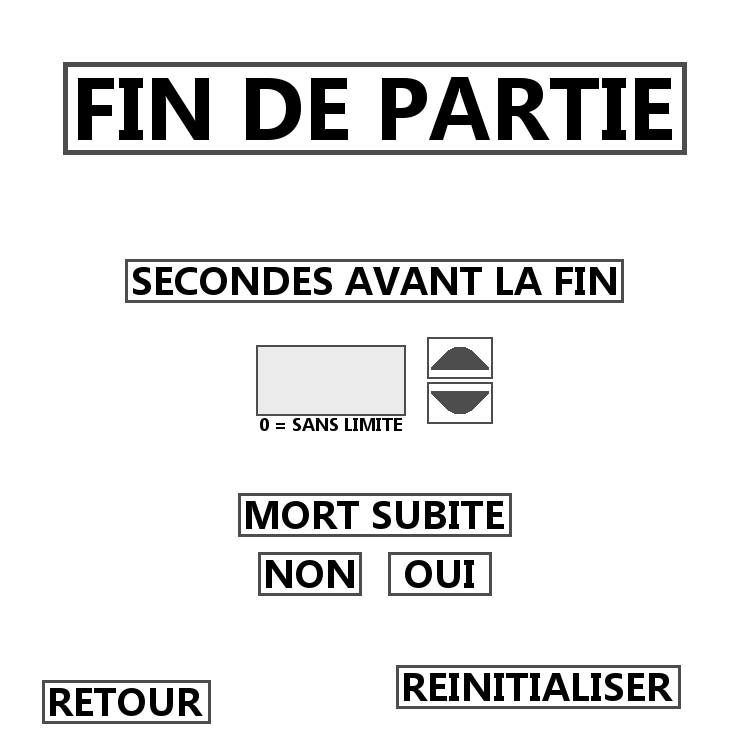 FIN DE PARTIE
SECONDES AVANT LA FIN
0 = SANS LIMITE
MORT SUBITE
NON OUI
RETOUR REINITIALISER